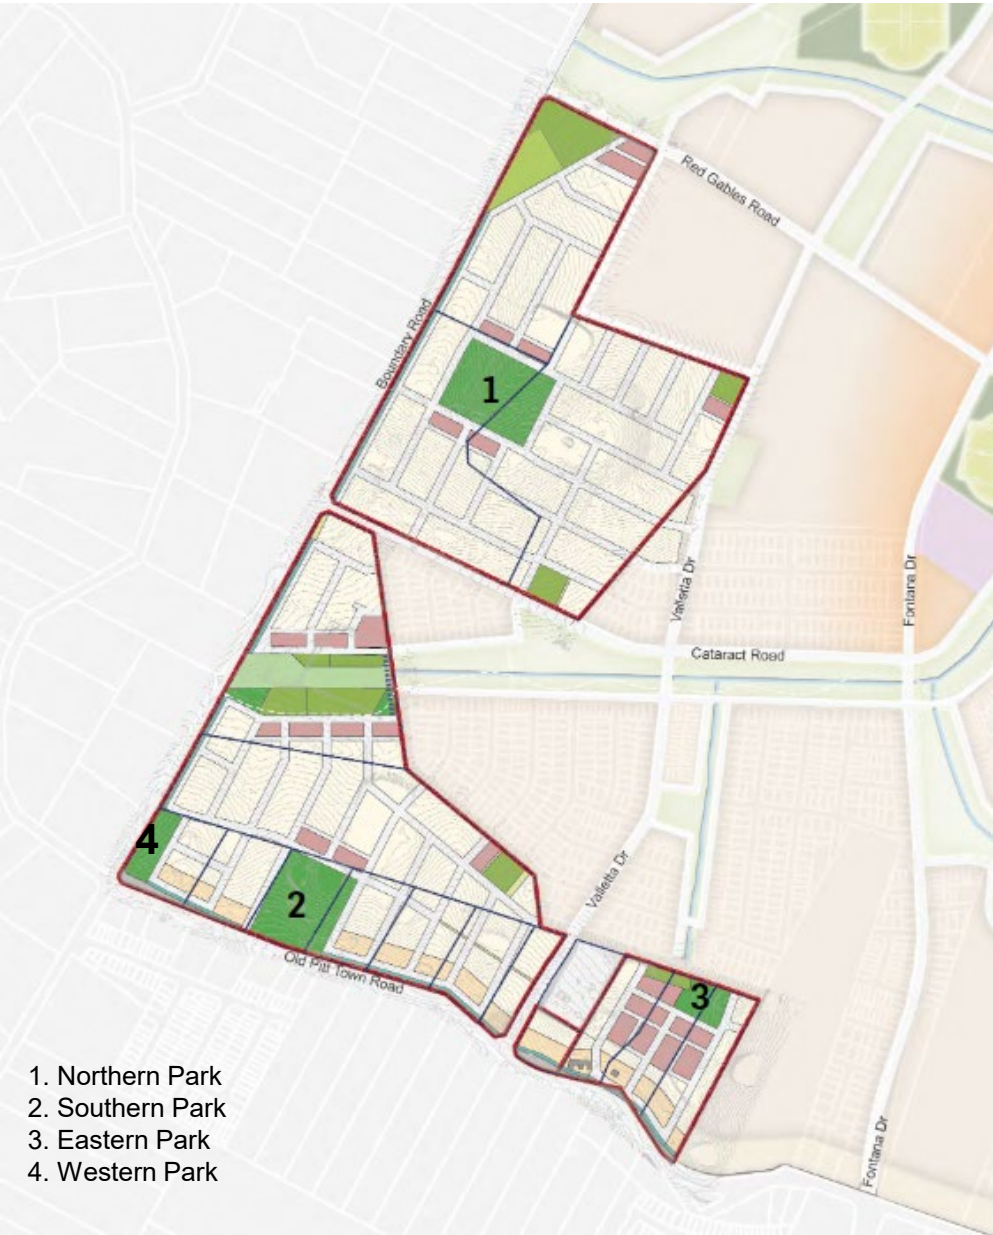 Red Gables Road
Boundary Road
1
Valletta Dr
Fontana Dr
Cataract Road
4
2
Valletta Dr
Old Pitt Town Road
3
Fontana Dr
1. Northern Park
2. Southern Park
3. Eastern Park
4. Western Park